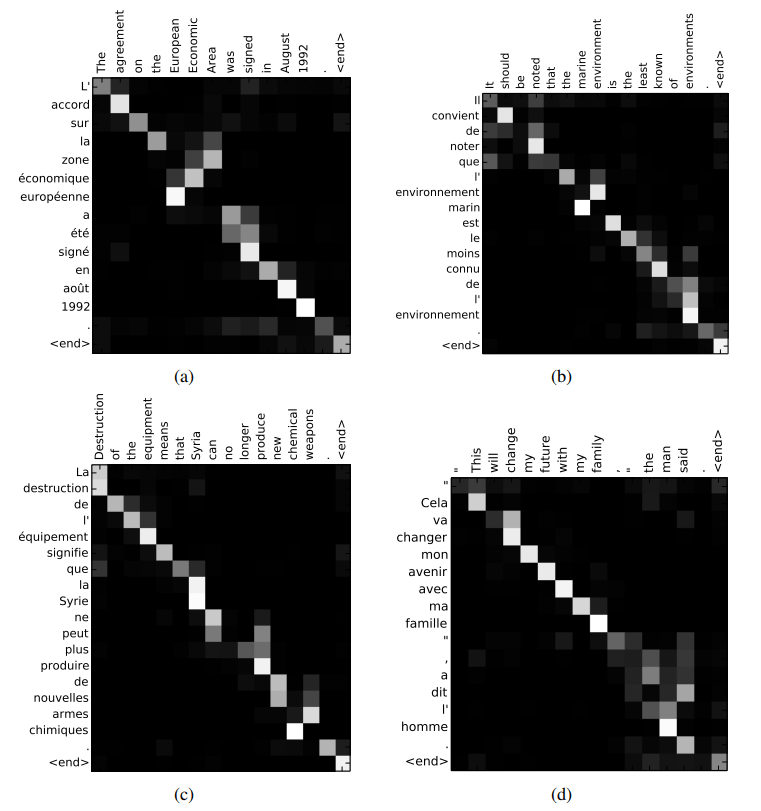 The agreement on the European Economic Area was signed in August 1992 . <end>
L'
accord
sur
la
zone
économique
européenne
a
été
signé
en
août
1992
.
<end>
(a)
It should be noted that the marine environment is the least known of environments . <end>
Il
convient
de
noter
que
l'
environnement
marin
est
le
moins
connu
de
l'
environnement
.
<end>
(b)
Destruction of the equipment means that Syria can no longer produce new chemical weapons . <end>
La
destruction
de
l'
équipement
signifie
que
la
Syrie
ne
peut
plus
produire
de
nouvelles
armes
chimiques
.
<end>
(c)
" This will change my future with my family , " the man said . <end>
"
Cela
va
changer
mon
avenir
avec
ma
famille
"
,
a
dit
l'
homme
.
<end>
(d)